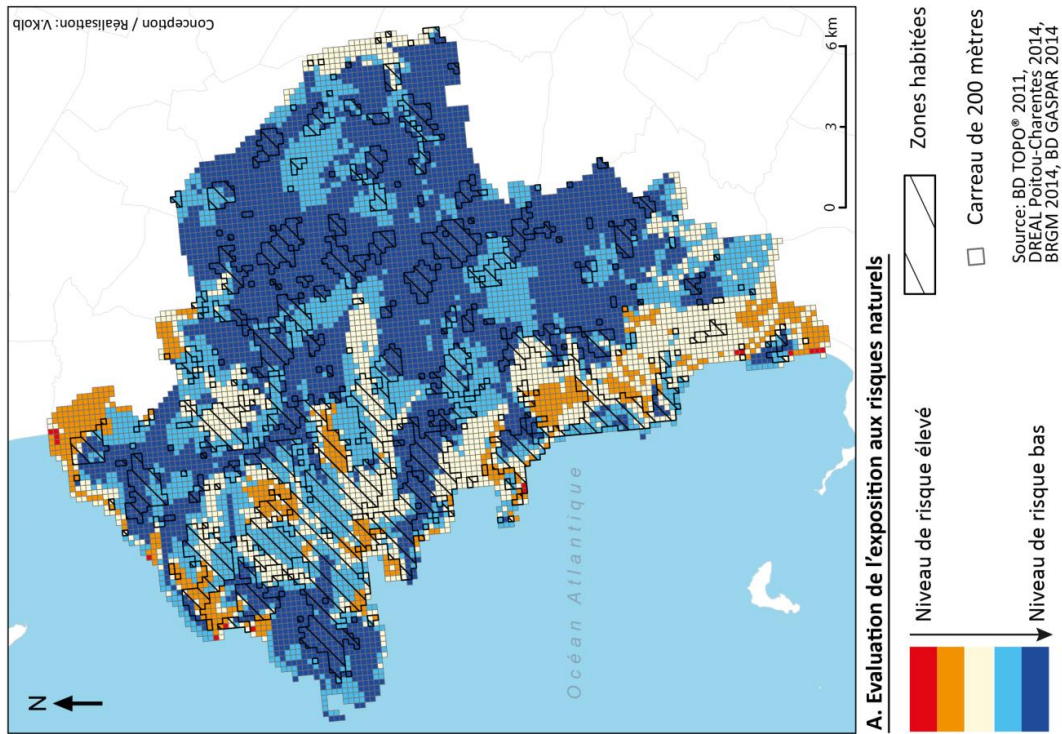 Conception / Réalisation: V.Kolb
N
Océan Atlantique
0 3 6 km
A. Evaluation de l'exposition aux risques naturels
Niveau de risque élevé
Niveau de risque bas
Zones habitées
Carreau de 200 mètres
Source: BD TOPO® 2011,
DREAL Poitou-Charentes 2014,
BRGM 2014, BD GASPAR 2014